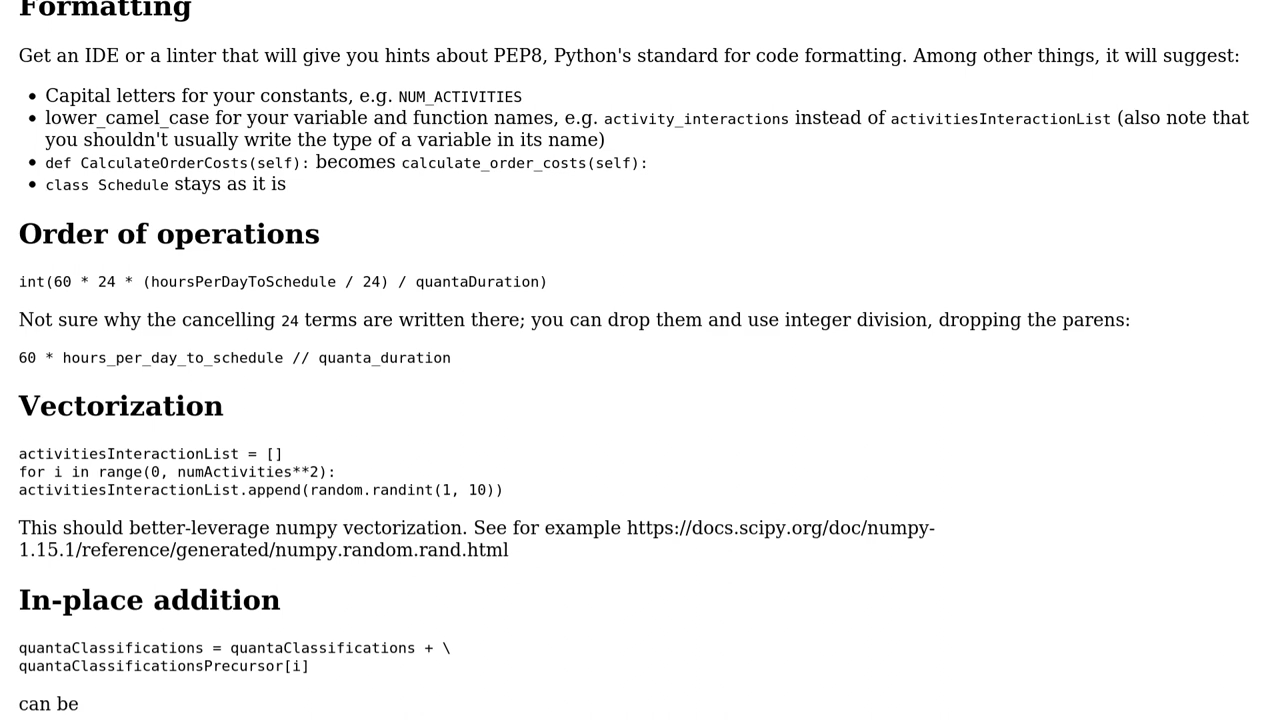 Formatting
Get an IDE or a linter that will give you hints about PEP8, Python's standard for code formatting. Among other things, it will suggest:
• Capital letters for your constants, e.g. NUM_ACTIVITIES
• lower_camel_case for your variable and function names, e.g. activity_interactions instead of activitiesInteractionList (also note that
you shouldn't usually write the type of a variable in its name)
• def CalculateOrderCosts(self): becomes calculate_order_costs(self):
• class Schedule stays as it is
Order of operations
int(60 * 24 * (hoursPerDayToSchedule / 24) / quantaDuration)
Not sure why the cancelling 24 terms are written there; you can drop them and use integer division, dropping the parens:
60 * hours_per_day_to_schedule // quanta_duration
Vectorization
activitiesInteractionList = []
for i in range(0, numActivities**2):
activitiesInteractionList.append(random.randint(1, 10))
This should better-leverage numpy vectorization. See for example https://docs.scipy.org/doc/numpy-
1.15.1/reference/generated/numpy.random.rand.html
In-place addition
quantaClassifications = quantaClassifications + \
quantaClassificationsPrecursor[i]
can be